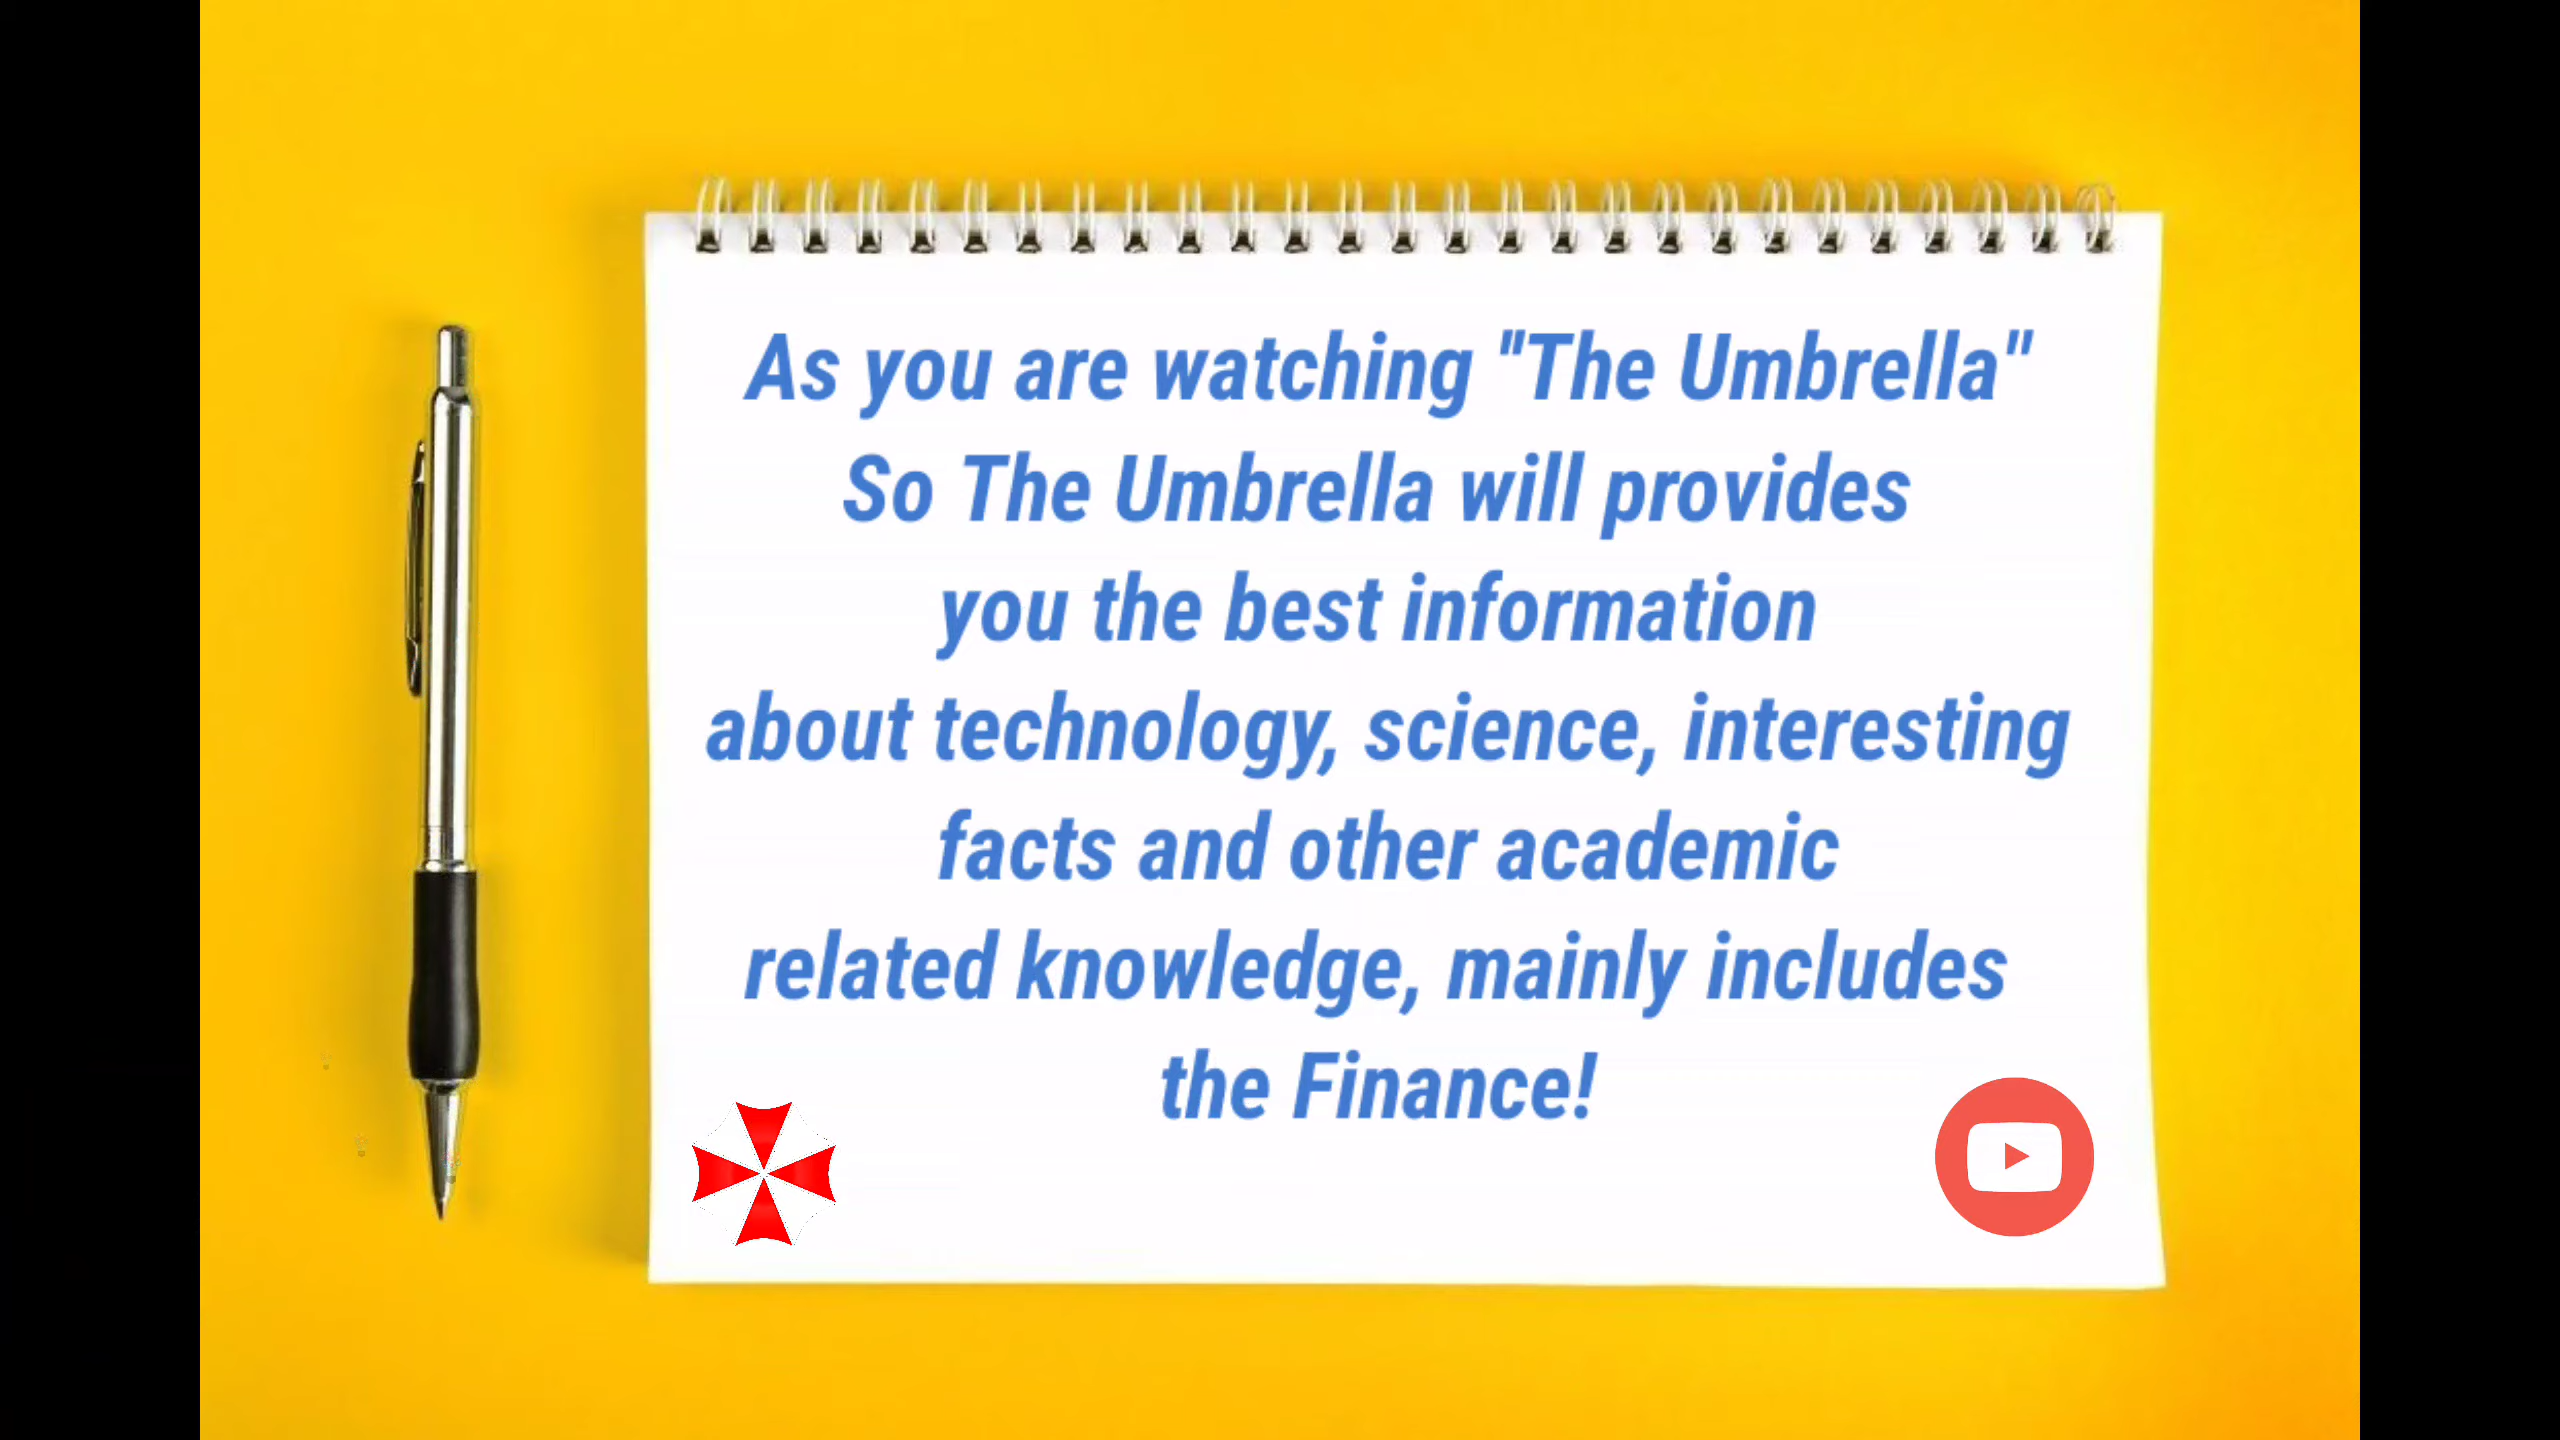 As you are watching "The Umbrella"
So The Umbrella will provides
you the best information
about technology, science, interesting
facts and other academic
related knowledge, mainly includes
the Finance!